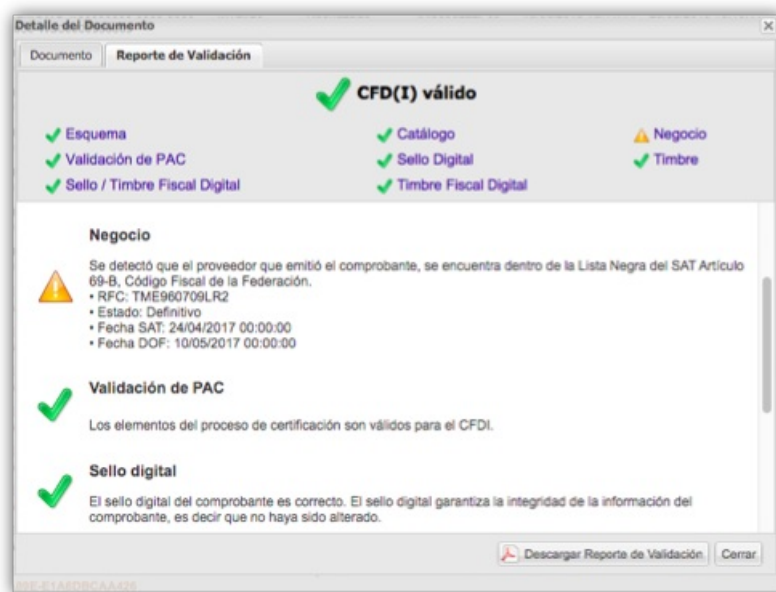 Detalle del Documento
Documento
Reporte de Validación
CFD(I) válido
Esquema
Catálogo
Negocio
Validación de PAC
Sello Digital
Timbre
Sello / Timbre Fiscal Digital
Timbre Fiscal Digital
Negocio
Se detectó que el proveedor que emitió el comprobante, se encuentra dentro de la Lista Negra del SAT Artículo
69-B, Código Fiscal de la Federación.
• RFC: TME960709LR2
• Estado: Definitivo
• Fecha SAT: 24/04/2017 00:00:00
• Fecha DOF: 10/05/2017 00:00:00
Validación de PAC
Los elementos del proceso de certificación son válidos para el CFDI.
Sello digital
El sello digital del comprobante es correcto. El sello digital garantiza la integridad de la información del
comprobante, es decir que no haya sido alterado.
Descargar Reporte de Validación
Cerrar